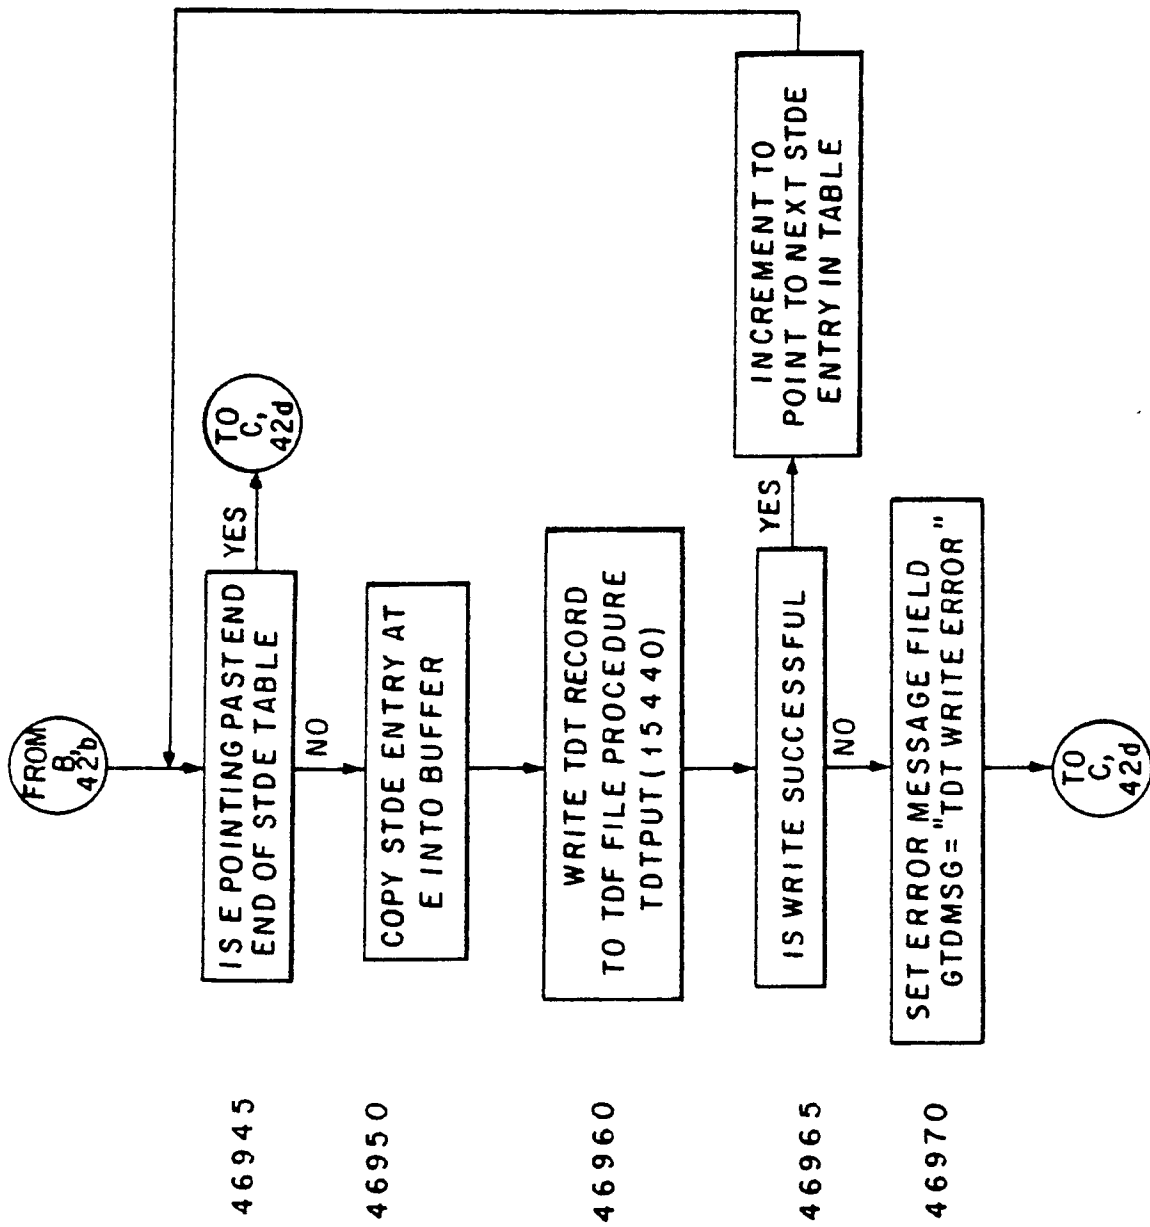 FROM
B,
42b
46945
IS E POINTING PAST END
END OF STDE TABLE
YES
TO
C,
42d
NO
46950
COPY STDE ENTRY AT
E INTO BUFFER
46960
WRITE TDT RECORD
TO TDF FILE PROCEDURE
TDTPUT(15440)
46965
IS WRITE SUCCESSFUL
YES
INCREMENT TO
POINT TO NEXT STDE
ENTRY IN TABLE
NO
46970
SET ERROR MESSAGE FIELD
GTDMSG="TDT WRITE ERROR"
TO
C,
42d